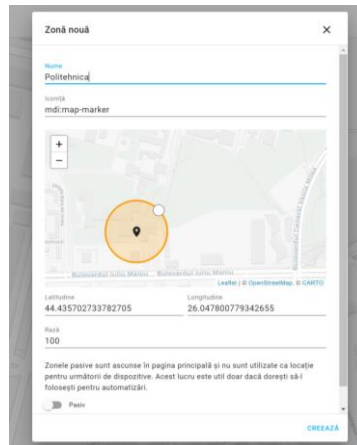 Zonă nouă
Nume
Politehnica
Iconiță
mdi:map-marker
+
−
Bulevardul Iuliu Maniu
Bulevardul Iuliu Maniu
Leaflet | © OpenStreetMap, © CARTO
Latitudine
44.435702733782705
Longitudine
26.047800779342655
Rază
100
Zonele pasive sunt ascunse în pagina principală și nu sunt utilizate ca locație
pentru urmăritorii de dispozitive. Acest lucru este util doar dacă dorești să-l
folosești pentru automatizări.
Pasiv
CREEAZĂ